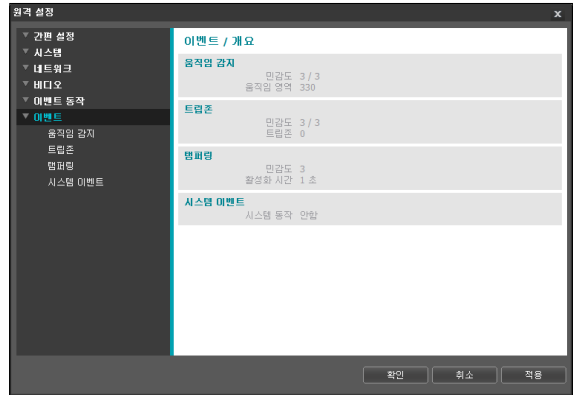 원격 설정
x
간편 설정
시스템
네트워크
비디오
이벤트 동작
이벤트
움직임 감지
트립존
탬퍼링
시스템 이벤트
이벤트 / 개요
움직임 감지
민감도 3 / 3
움직임 영역 330
트립존
민감도 3 / 3
트립존 0
탬퍼링
민감도 3
활성화 시간 1 초
시스템 이벤트
시스템 동작 안함
확인
취소
적용